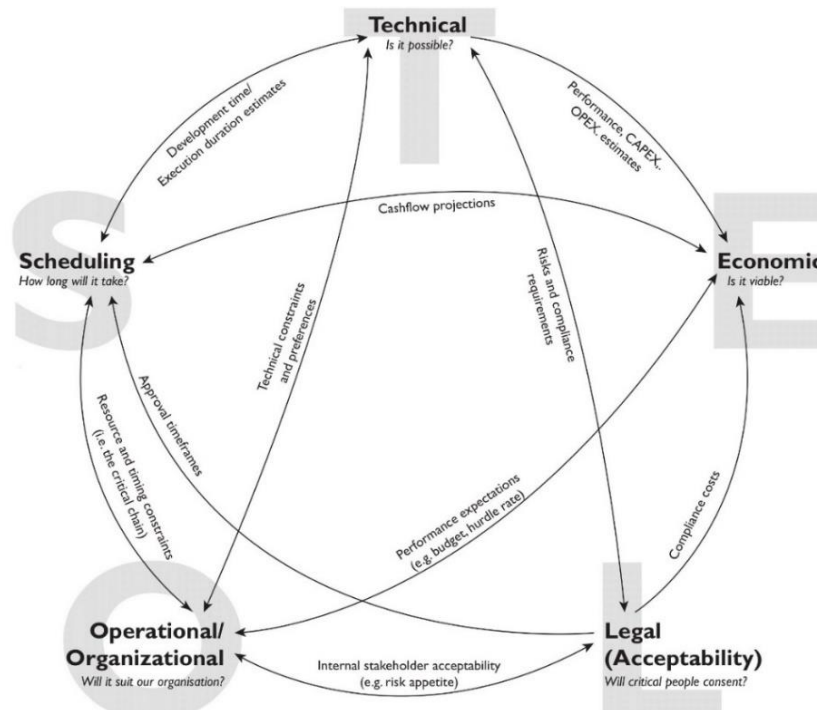 T
Technical
Is it possible?
Development time/
Execution duration estimates
Performance, CAPEX,.
OPEX. estimates
Cashflow projections
S
Scheduling
How long will it take?
E
Economic
Is it viable?
Technical constraints
and preferences
Risks and compliance
requirements
Resource and timing constraints
(i.e. the critical chain)
Approval timeframes
Performance expectations
(e.g. budget, hurdle rate)
Compliance costs
O
Operational/
Organizational
Will it suit our organisation?
Internal stakeholder acceptability
(e.g. risk appetite)
L
Legal
(Acceptability)
Will critical people consent?